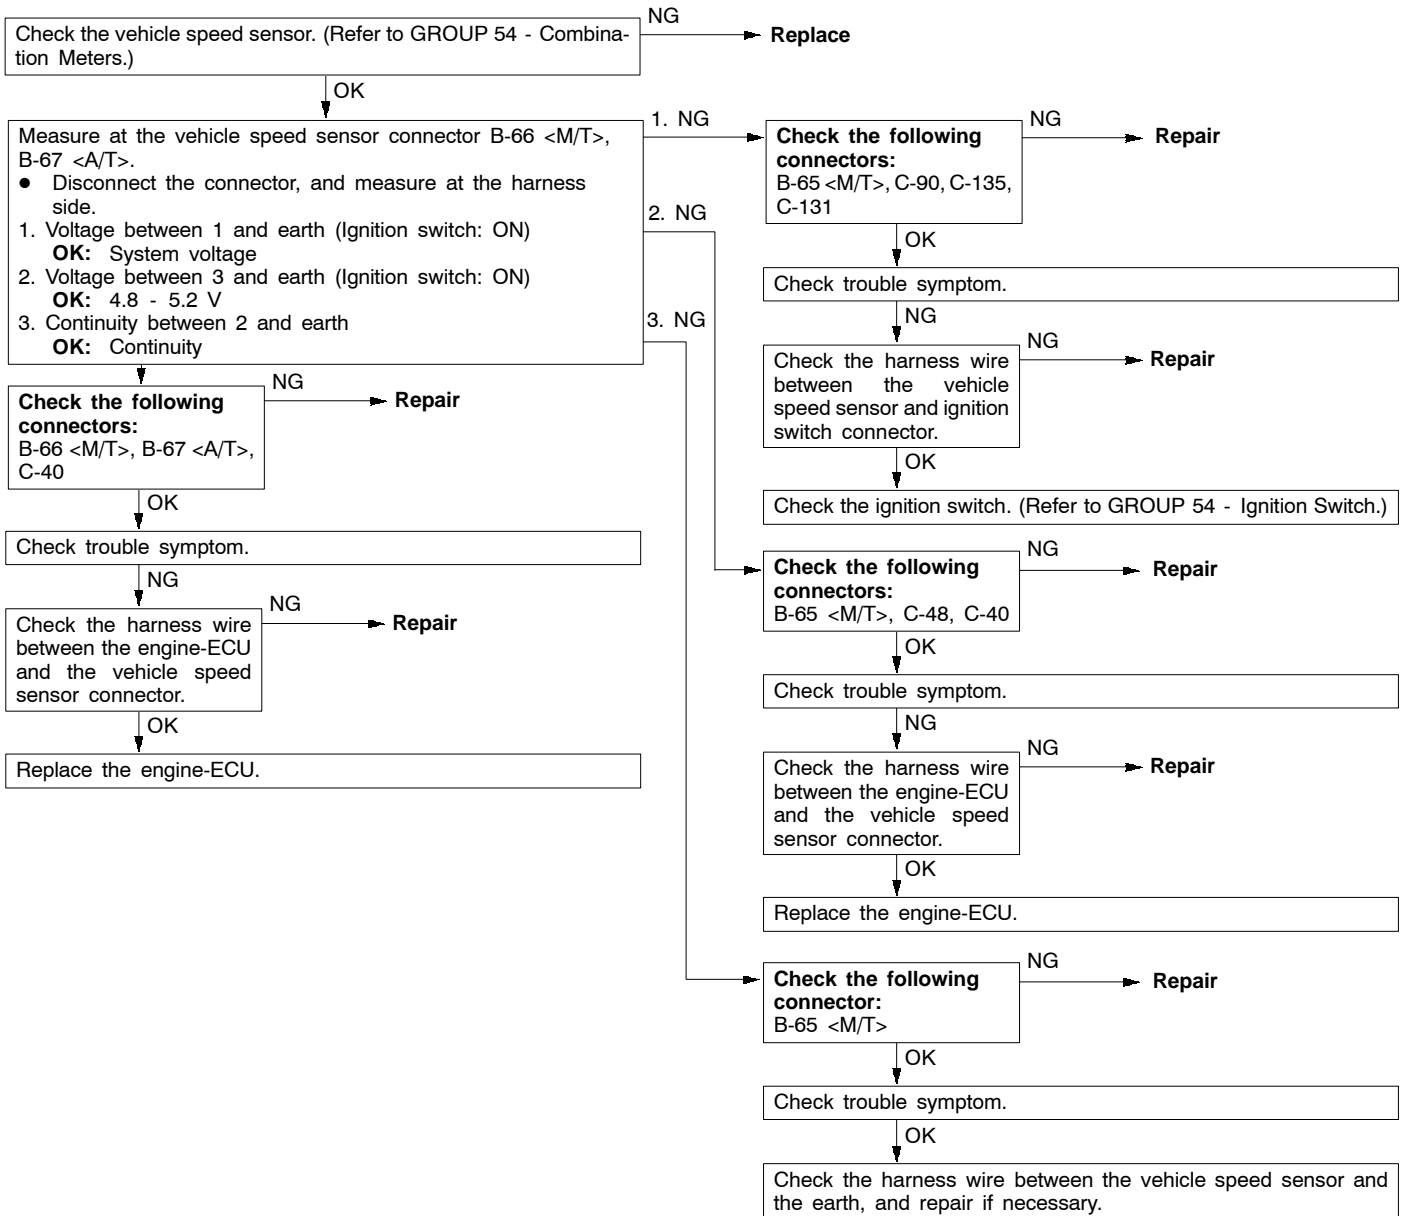 Check the vehicle speed sensor. (Refer to GROUP 54 - Combina-
tion Meters.)
NG
Replace
OK
Measure at the vehicle speed sensor connector B-66 <M/T>,
B-67 <A/T>.
● Disconnect the connector, and measure at the harness
side.
1. Voltage between 1 and earth (Ignition switch: ON)
OK: System voltage
2. Voltage between 3 and earth (Ignition switch: ON)
OK: 4.8 - 5.2 V
3. Continuity between 2 and earth
OK: Continuity
Check the following
connectors:
B-66 <M/T>, B-67 <A/T>,
C-40
NG
Repair
OK
Check trouble symptom.
NG
Check the harness wire
between the engine-ECU
and the vehicle speed
sensor connector.
NG
Repair
OK
Replace the engine-ECU.
1. NG
Check the following
connectors:
B-65 <M/T>, C-90, C-135,
C-131
NG
Repair
OK
Check trouble symptom.
NG
Check the harness wire
between the vehicle
speed sensor and ignition
switch connector.
NG
Repair
OK
Check the ignition switch. (Refer to GROUP 54 - Ignition Switch.)
2. NG
Check the following
connectors:
B-65 <M/T>, C-48, C-40
NG
Repair
OK
Check trouble symptom.
NG
Check the harness wire
between the engine-ECU
and the vehicle speed
sensor connector.
NG
Repair
OK
Replace the engine-ECU.
3. NG
Check the following
connector:
B-65 <M/T>
NG
Repair
OK
Check trouble symptom.
OK
Check the harness wire between the vehicle speed sensor and
the earth, and repair if necessary.